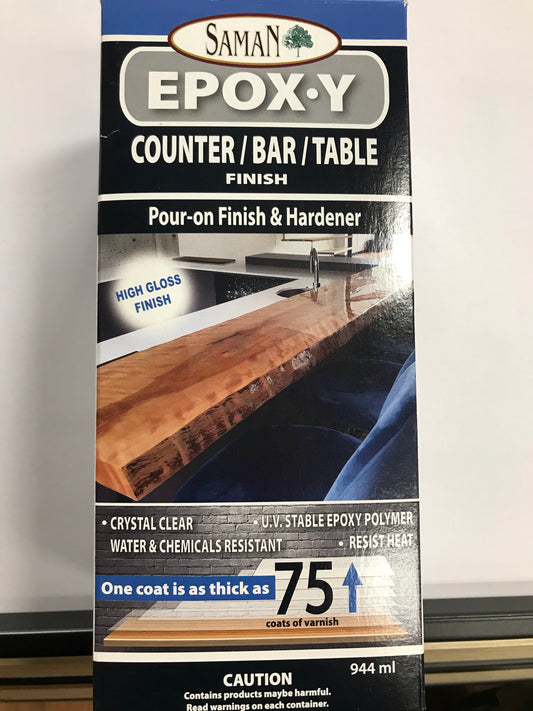 SAMAN
EPOX·Y
COUNTER / BAR / TABLE
FINISH
Pour-on Finish & Hardener
HIGH GLOSS
FINISH
• CRYSTAL CLEAR
• U.V. STABLE EPOXY POLYMER
WATER & CHEMICALS RESISTANT
• RESIST HEAT
One coat is as thick as 75
coats of varnish
CAUTION
944 ml
Contains products maybe harmful.
Read warnings on each container.